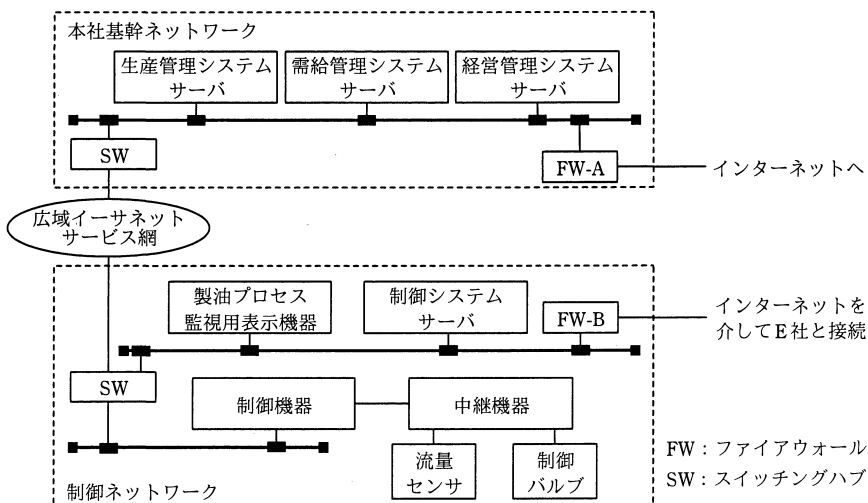 本社基幹ネットワーク
生産管理システム
サーバ
需給管理システム
サーバ
経営管理システム
サーバ
SW
FW-A
インターネットへ
広域イーサネット
サービス網
製油プロセス
監視用表示機器
制御システム
サーバ
FW-B
インターネットを
介してE社と接続
SW
制御機器
中継機器
流量
センサ
制御
バルブ
制御ネットワーク
FW:ファイアウォール
SW:スイッチングハブ